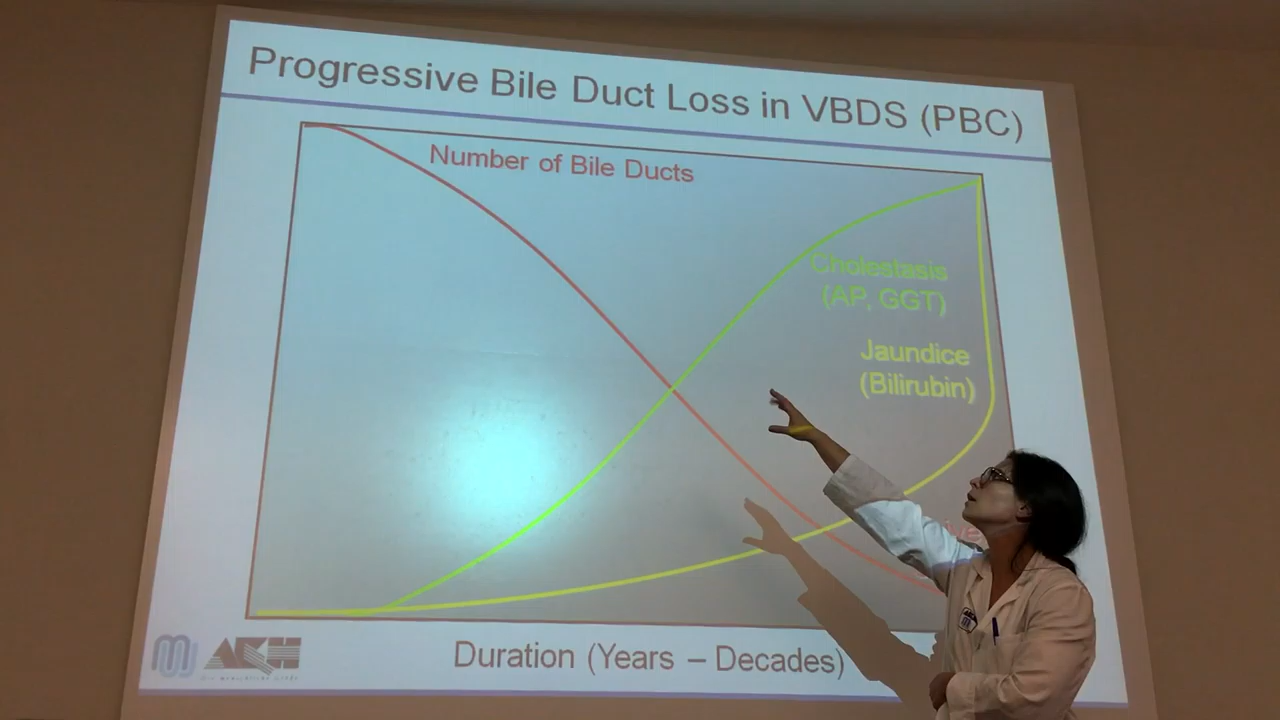 Progressive Bile Duct Loss in VBDS (PBC)
Number of Bile Ducts
Cholestasis
(AP, GGT)
Jaundice
(Bilirubin)
Duration (Years – Decades)
AKH